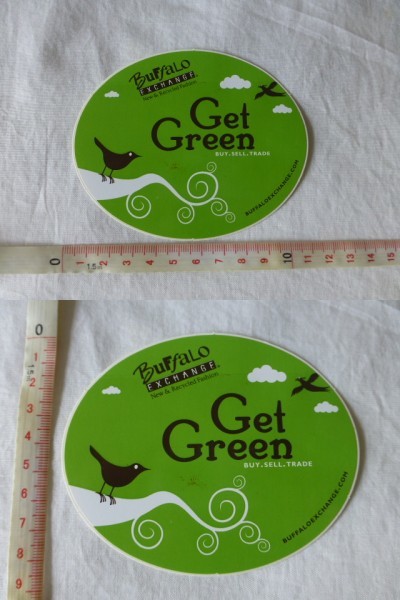 BuffaLO
EXCHANGE
New & Recycled Fashion
Get
Green
BUY.SELL.TRADE
BUFFALOEXCHANGE.COM
0 1 2 3 4 5 6 7 8 9 10 11 12 13 14 15
0
1
2
3
4
5
6
7
8
9
BuffaLO
EXCHANGE
New & Recycled Fashion
Get
Green
BUY.SELL.TRADE
BUFFALOEXCHANGE.COM